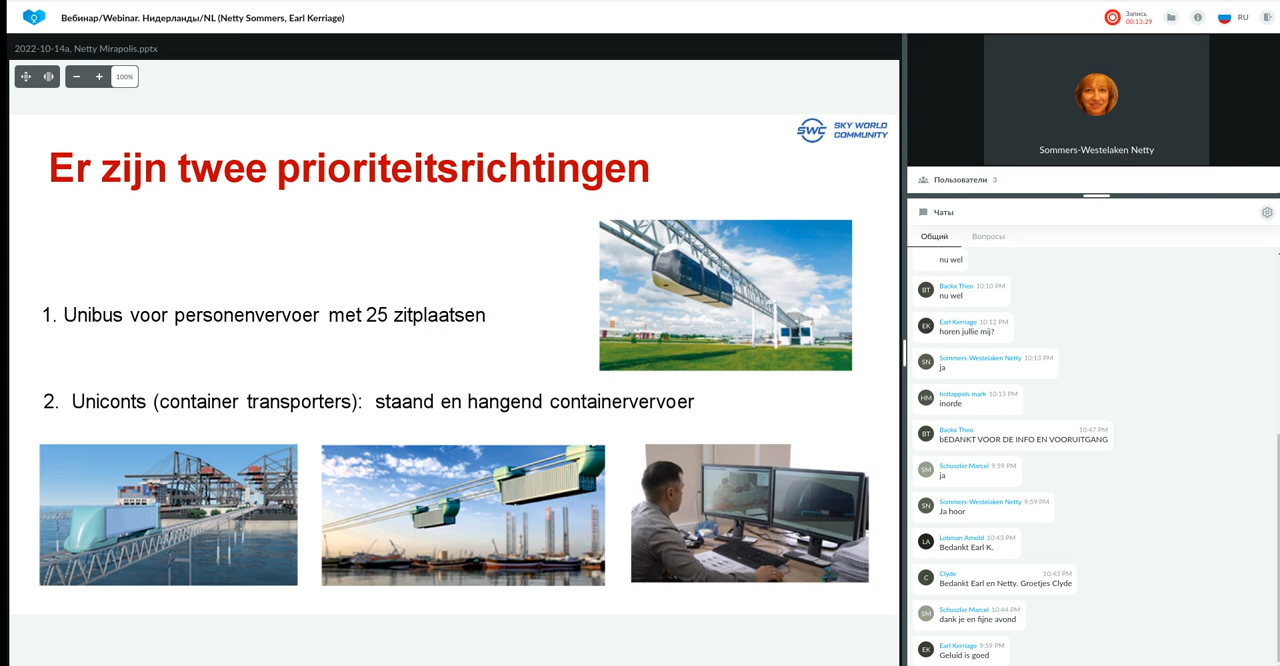 Вебинар/Webinar. Нидерланды/NL (Netty Sommers, Earl Kerriage)
Запись
00:13:29
RU
2022-10-14a, Netty Mirapolis.pptx
100%
SWC SKY WORLD
COMMUNITY
Er zijn twee prioriteitsrichtingen
1. Unibus voor personenvervoer met 25 zitplaatsen
2. Uniconts (container transporters): staand en hangend containervervoer
Sommers-Westelaken Netty
Пользователи 3
Чаты
Общий Вопросы
nu wel
BT Backx Theo 10:10 PM
nu wel
EK Earl Kerriage 10:12 PM
horen jullie mij?
SN Sommers-Westelaken Netty 10:13 PM
ja
HM holtappels mark 10:13 PM
inorde
BT Backx Theo 10:47 PM
bEDANKT VOOR DE INFO EN VOORUITGANG
SM Schuszler Marcel 9:59 PM
ja
SN Sommers-Westelaken Netty 9:59 PM
Ja hoor
LA Lobman Arnold 10:43 PM
Bedankt Earl K.
C Clyde 10:43 PM
Bedankt Earl en Netty. Groetjes Clyde
SM Schuszler Marcel 10:44 PM
dank je en fijne avond
EK Earl Kerriage 9:59 PM
Geluid is goed